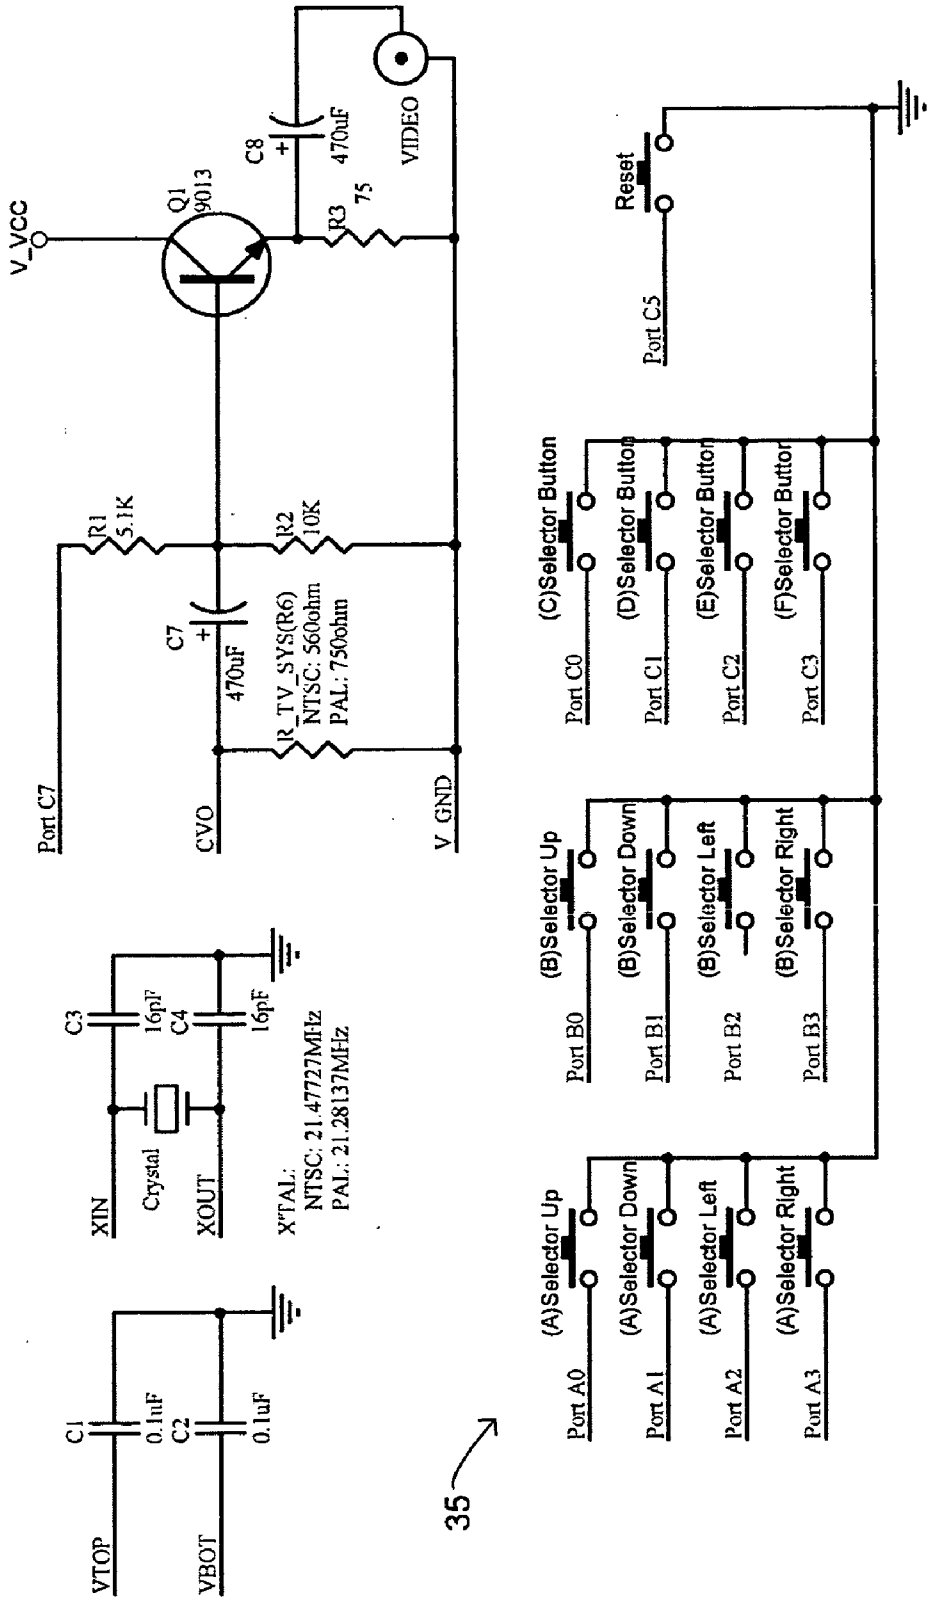 VTOP
C1
0.1uF
VBOT
C2
0.1uF
XIN
C3
16pF
Crystal
XOUT
C4
16pF
X'TAL:
NTSC: 21.47727MHz
PAL: 21.28137MHz
Port C7
R1
5.1K
CVO
C7
470uF
R_TV_SYS(R6)
NTSC: 560ohm
PAL: 750ohm
R2
10K
V_GND
V_VCC
Q1
9013
C8
470uF
R3
75
VIDEO
35
Port A0
(A)Selector Up
Port A1
(A)Selector Down
Port A2
(A)Selector Left
Port A3
(A)Selector Right
Port B0
(B)Selector Up
Port B1
(B)Selector Down
Port B2
(B)Selector Left
Port B3
(B)Selector Right
Port C0
(C)Selector Button
Port C1
(D)Selector Button
Port C2
(E)Selector Button
Port C3
(F)Selector Button
Port C5
Reset